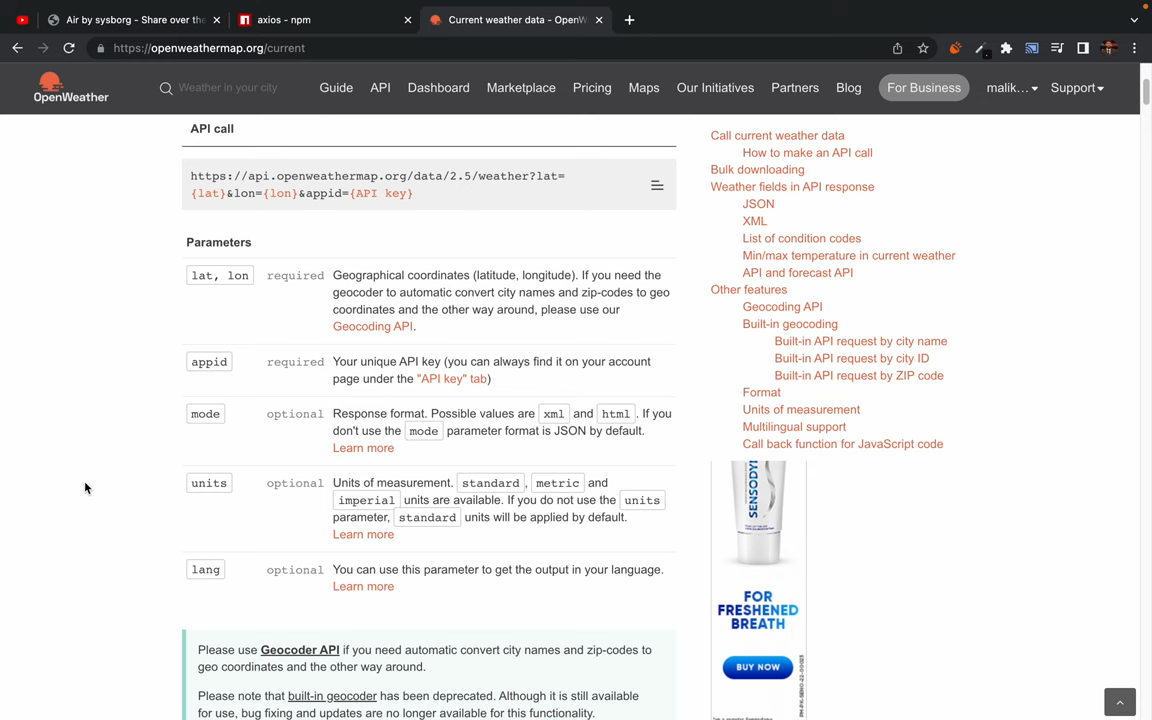 Air by sysborg - Share over the
axios - npm
Current weather data - OpenW
https://openweathermap.org/current
OpenWeather
Weather in your city
Guide
API
Dashboard
Marketplace
Pricing
Maps
Our Initiatives
Partners
Blog
For Business
malik...
Support
API call
https://api.openweathermap.org/data/2.5/weather?lat=
{lat}&lon={lon}&appid={API key}
Parameters
lat, lon required Geographical coordinates (latitude, longitude). If you need the
geocoder to automatic convert city names and zip-codes to geo
coordinates and the other way around, please use our
Geocoding API.
appid required Your unique API key (you can always find it on your account
page under the "API key" tab)
mode optional Response format. Possible values are xml and html. If you
don't use the mode parameter format is JSON by default.
Learn more
units optional Units of measurement. standard, metric and
imperial units are available. If you do not use the units
parameter, standard units will be applied by default.
Learn more
lang optional You can use this parameter to get the output in your language.
Learn more
Please use Geocoder API if you need automatic convert city names and zip-codes to
geo coordinates and the other way around.
Please note that built-in geocoder has been deprecated. Although it is still available
for use, bug fixing and updates are no longer available for this functionality.
Call current weather data
How to make an API call
Bulk downloading
Weather fields in API response
JSON
XML
List of condition codes
Min/max temperature in current weather
API and forecast API
Other features
Geocoding API
Built-in geocoding
Built-in API request by city name
Built-in API request by city ID
Built-in API request by ZIP code
Format
Units of measurement
Multilingual support
Call back function for JavaScript code
SENSODYN
FOR
FRESHENED
BREATH
BUY NOW